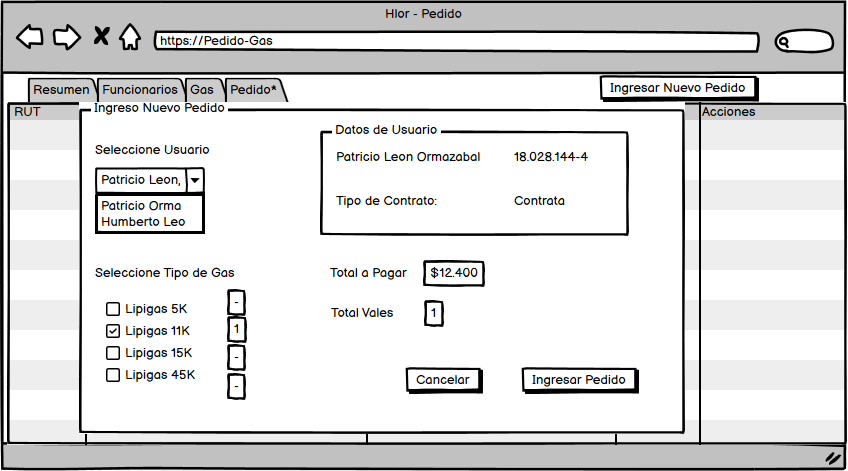 Hlor - Pedido
https://Pedido-Gas
Resumen Funcionarios Gas Pedido*
Ingresar Nuevo Pedido
RUT
Acciones
Ingreso Nuevo Pedido
Seleccione Usuario
Patricio Leon,
Patricio Orma
Humberto Leo
Datos de Usuario
Patricio Leon Ormazabal 18.028.144-4
Tipo de Contrato: Contrata
Seleccione Tipo de Gas
Lipigas 5K -
Lipigas 11K 1
Lipigas 15K -
Lipigas 45K -
Total a Pagar $12.400
Total Vales 1
Cancelar
Ingresar Pedido